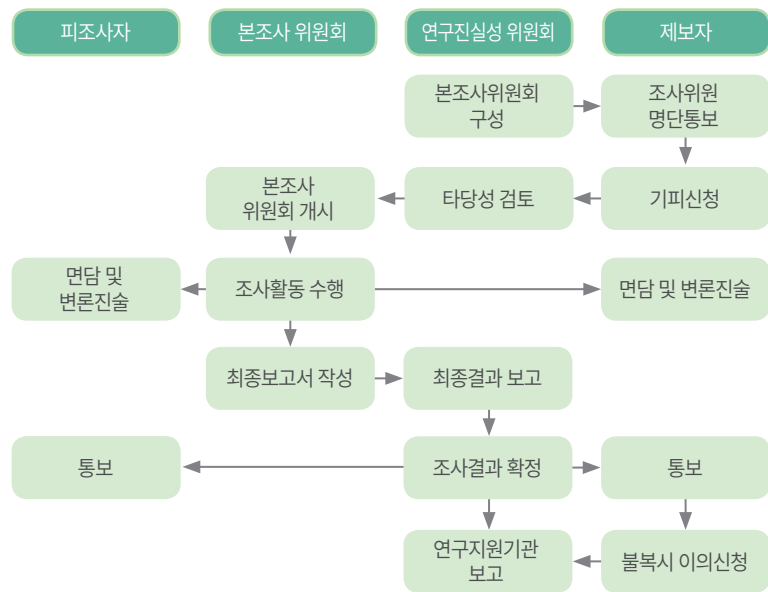 피조사자
본조사 위원회
연구진실성 위원회
제보자
본조사위원회
구성
조사위원
명단통보
본조사
위원회 개시
타당성 검토
기피신청
면담 및
변론진술
조사활동 수행
면담 및 변론진술
최종보고서 작성
최종결과 보고
통보
조사결과 확정
통보
연구지원기관
보고
불복시 이의신청